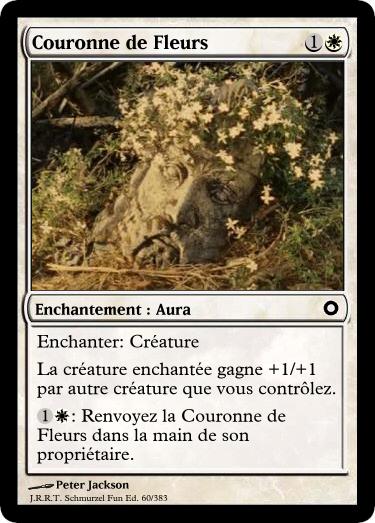 Couronne de Fleurs 1
Enchantement : Aura
Enchanter: Créature
La créature enchantée gagne +1/+1
par autre créature que vous contrôlez.
1: Renvoyez la Couronne de
Fleurs dans la main de son
propriétaire.
Peter Jackson
J.R.R.T. Schmurzel Fun Ed. 60/383